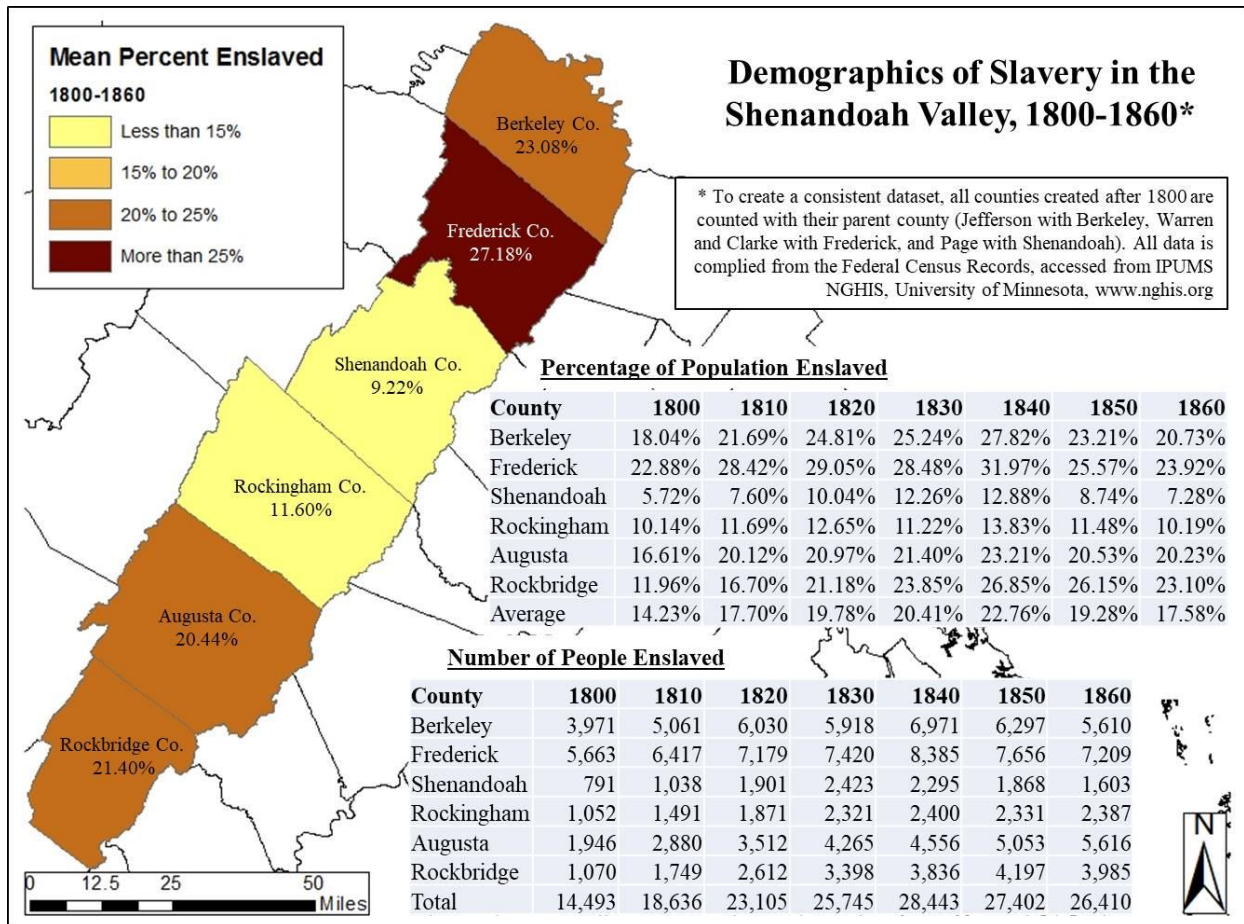 Mean Percent Enslaved
1800-1860
Less than 15%
15% to 20%
20% to 25%
More than 25%
Demographics of Slavery in the
Shenandoah Valley, 1800-1860*
* To create a consistent dataset, all counties created after 1800 are
counted with their parent county (Jefferson with Berkeley, Warren
and Clarke with Frederick, and Page with Shenandoah). All data is
complied from the Federal Census Records, accessed from IPUMS
NGHIS, University of Minnesota, www.nghis.org
Berkeley Co.
23.08%
Frederick Co.
27.18%
Shenandoah Co.
9.22%
Rockingham Co.
11.60%
Augusta Co.
20.44%
Rockbridge Co.
21.40%
Percentage of Population Enslaved
County 1800 1810 1820 1830 1840 1850 1860
Berkeley 18.04% 21.69% 24.81% 25.24% 27.82% 23.21% 20.73%
Frederick 22.88% 28.42% 29.05% 28.48% 31.97% 25.57% 23.92%
Shenandoah 5.72% 7.60% 10.04% 12.26% 12.88% 8.74% 7.28%
Rockingham 10.14% 11.69% 12.65% 11.22% 13.83% 11.48% 10.19%
Augusta 16.61% 20.12% 20.97% 21.40% 23.21% 20.53% 20.23%
Rockbridge 11.96% 16.70% 21.18% 23.85% 26.85% 26.15% 23.10%
Average 14.23% 17.70% 19.78% 20.41% 22.76% 19.28% 17.58%
Number of People Enslaved
County 1800 1810 1820 1830 1840 1850 1860
Berkeley 3,971 5,061 6,030 5,918 6,971 6,297 5,610
Frederick 5,663 6,417 7,179 7,420 8,385 7,656 7,209
Shenandoah 791 1,038 1,901 2,423 2,295 1,868 1,603
Rockingham 1,052 1,491 1,871 2,321 2,400 2,331 2,387
Augusta 1,946 2,880 3,512 4,265 4,556 5,053 5,616
Rockbridge 1,070 1,749 2,612 3,398 3,836 4,197 3,985
Total 14,493 18,636 23,105 25,745 28,443 27,402 26,410
0 12.5 25 50
Miles
N